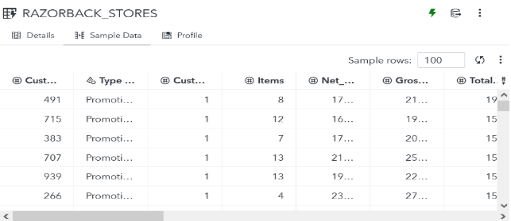 RAZORBACK_STORES
Details Sample Data Profile
Sample rows: 100
Cust... Type ... Cust... Items Net_... Gros... Total.
491 Promoti... 1 8 17... 21... 19
715 Promoti... 1 12 16... 19... 15
383 Promoti... 1 7 17... 20... 15
707 Promoti... 1 13 21... 25... 15
939 Promoti... 1 13 19... 22... 15
266 Promoti... 1 4 23... 27... 15